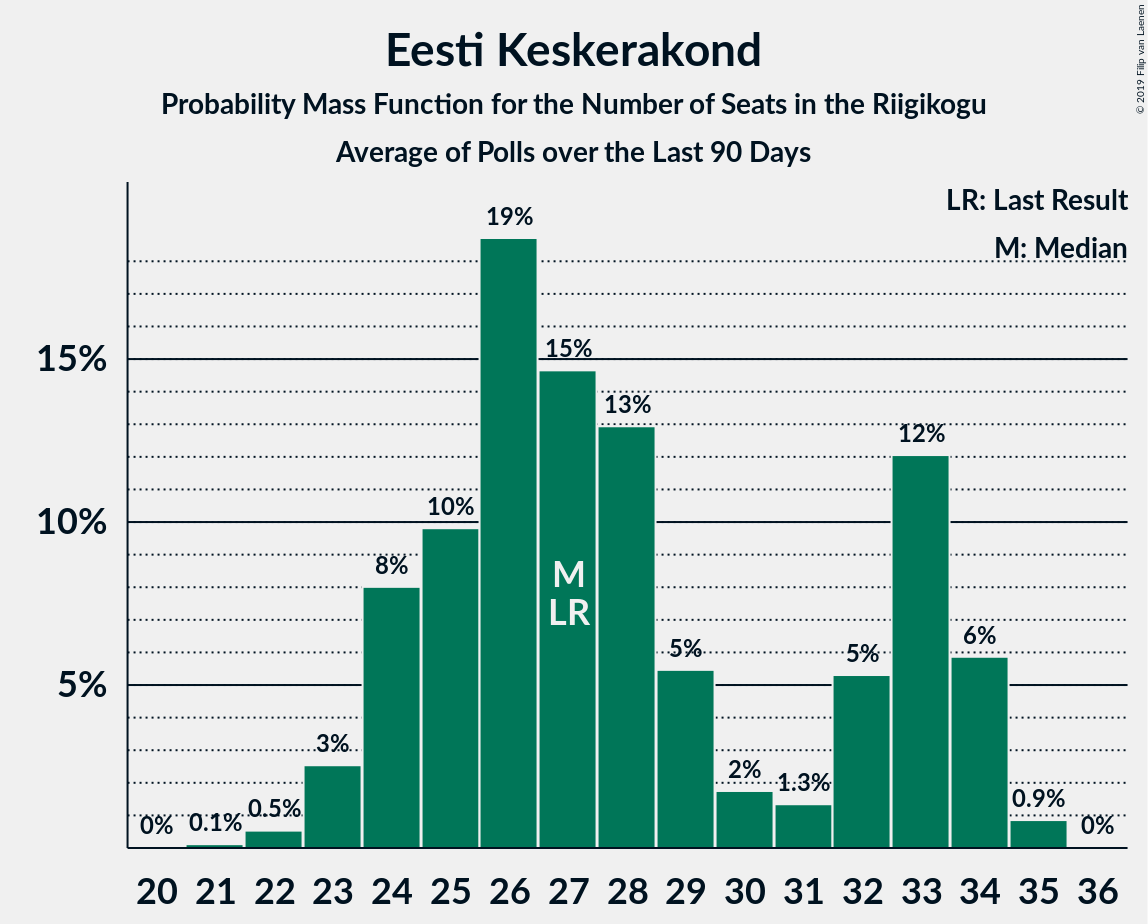 Eesti Keskerakond
Probability Mass Function for the Number of Seats in the Riigikogu
Average of Polls over the Last 90 Days
© 2019 Filip van Laenen
LR: Last Result
M: Median
15%
10%
5%
0%
0.1%
0.5%
3%
8%
10%
19%
15%
13%
5%
2%
1.3%
5%
12%
6%
0.9%
0%
M
LR
20 21 22 23 24 25 26 27 28 29 30 31 32 33 34 35 36